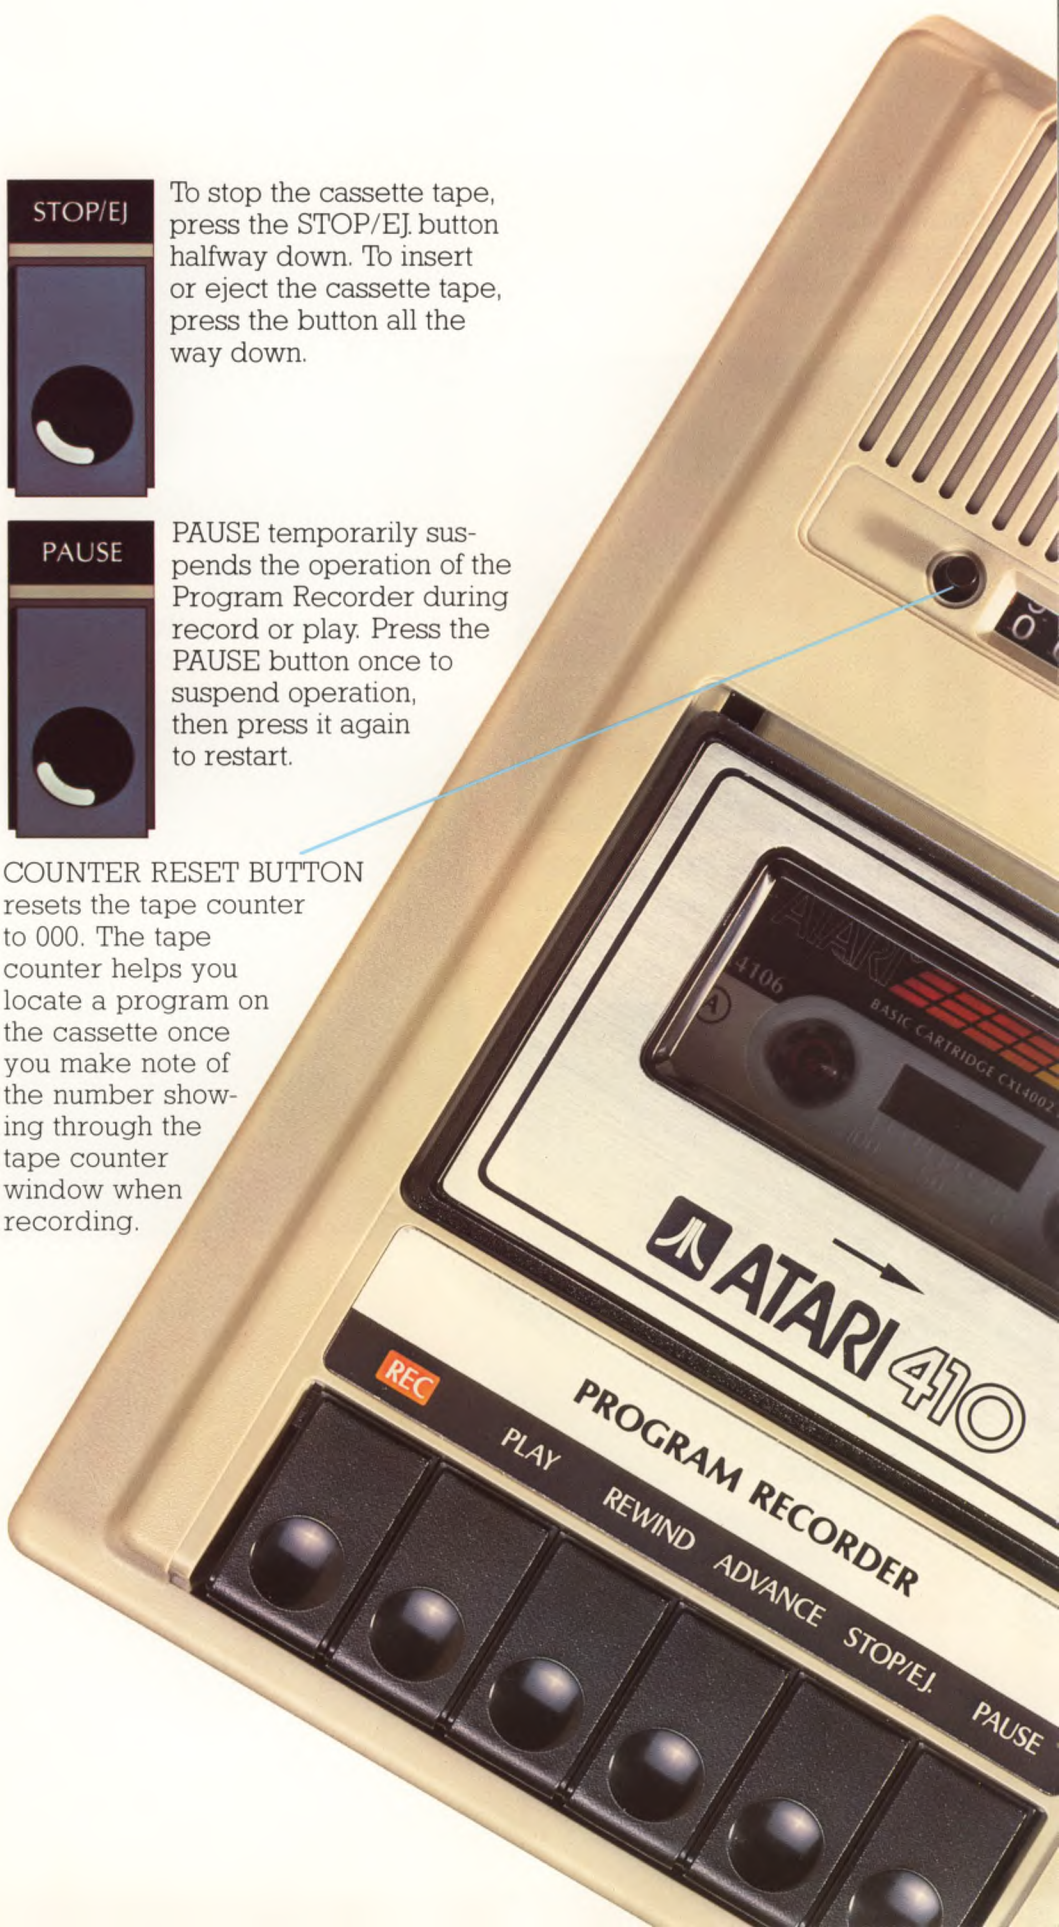 STOP/EJ
To stop the cassette tape,
press the STOP/EJ. button
halfway down. To insert
or eject the cassette tape,
press the button all the
way down.
PAUSE
PAUSE temporarily sus-
pends the operation of the
Program Recorder during
record or play. Press the
PAUSE button once to
suspend operation,
then press it again
to restart.
COUNTER RESET BUTTON
resets the tape counter
to 000. The tape
counter helps you
locate a program on
the cassette once
you make note of
the number show-
ing through the
tape counter
window when
recording.
0
ATARI
4106
A
BASIC CARTRIDGE CXL4002
ATARI 410
PROGRAM RECORDER
REC
PLAY
REWIND
ADVANCE
STOP/EJ.
PAUSE